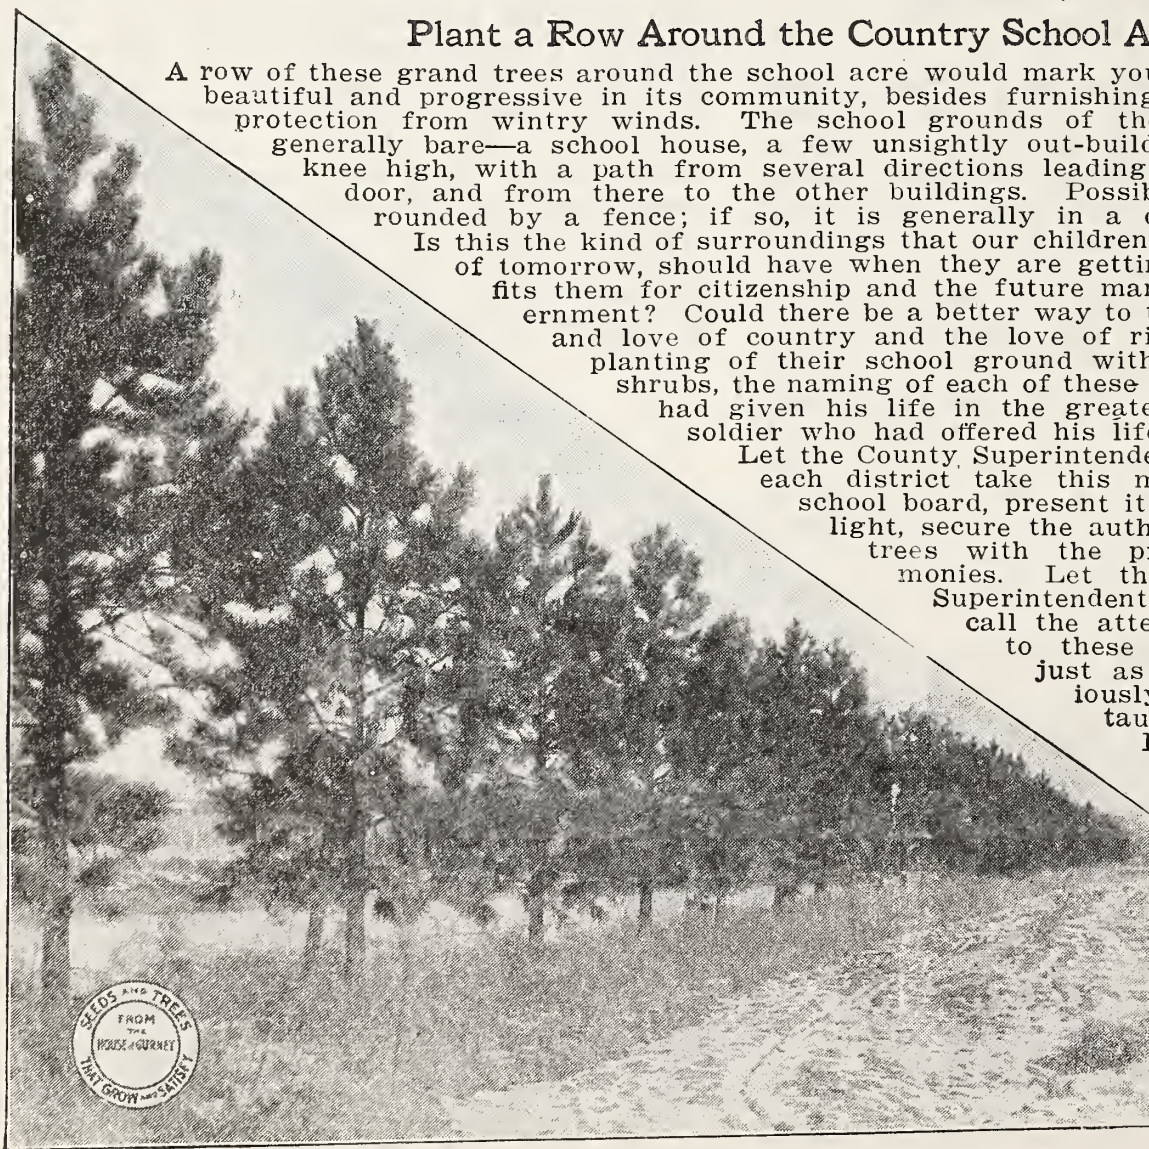 Plant a Row Around the Country School A
A row of these grand trees around the school acre would mark you
beautiful and progressive in its community, besides furnishing
protection from wintry winds. The school grounds of th
generally bare—a school house, a few unsightly out-build
knee high, with a path from several directions leading
door, and from there to the other buildings. Possib
rounded by a fence; if so, it is generally in a
Is this the kind of surroundings that our children
of tomorrow, should have when they are gettin
fits them for citizenship and the future man
ernment? Could there be a better way to
and love of country and the love of ri
planting of their school ground with
shrubs, the naming of each of these
had given his life in the greate
soldier who had offered his life
Let the County Superintende
each district take this m
school board, present it
light, secure the auth
trees with the p
monies. Let th
Superintendent
call the atte
to these
just as
iously
tau
SEEDS AND TREES
FROM
THE
HOUSE of GURNEY
THAT GROW AND SATISFY